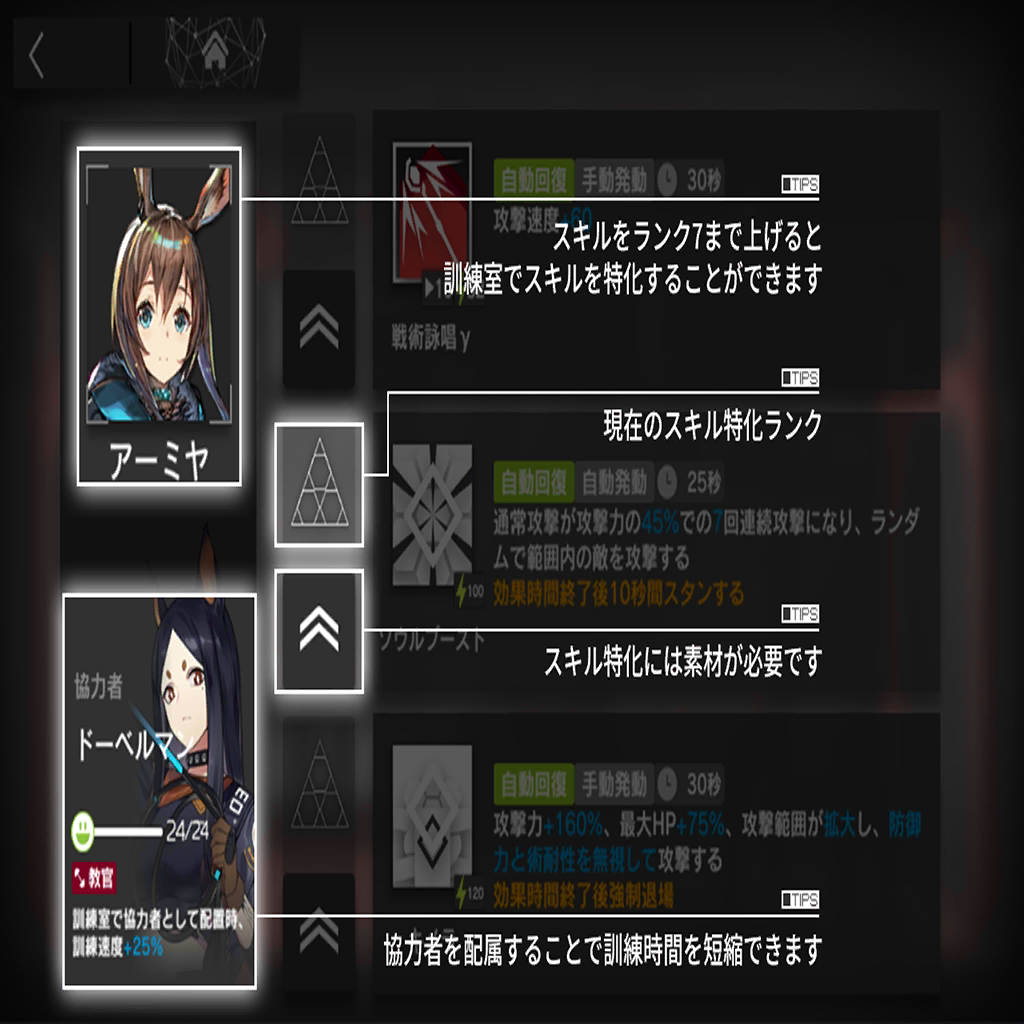 自動回復 手動発動 30秒
TIPS
攻撃速度+60
スキルをランク7まで上げると
訓練室でスキルを特化することができます
戦術詠唱γ
アーミヤ
TIPS
現在のスキル特化ランク
自動回復 自動発動 25秒
通常攻撃が攻撃力の45%での7回連続攻撃になり、ランダ
ムで範囲内の敵を攻撃する
100
効果時間終了後10秒間スタンする
TIPS
ソウルブースト
スキル特化には素材が必要です
協力者
ドーベルマン
03
24/24
教官
訓練室で協力者として配置時、
訓練速度+25%
自動回復 手動発動 30秒
攻撃力+160%、最大HP+75%、攻撃範囲が拡大し、防御
力と術耐性を無視して攻撃する
120
効果時間終了後強制退場
TIPS
協力者を配属することで訓練時間を短縮できます